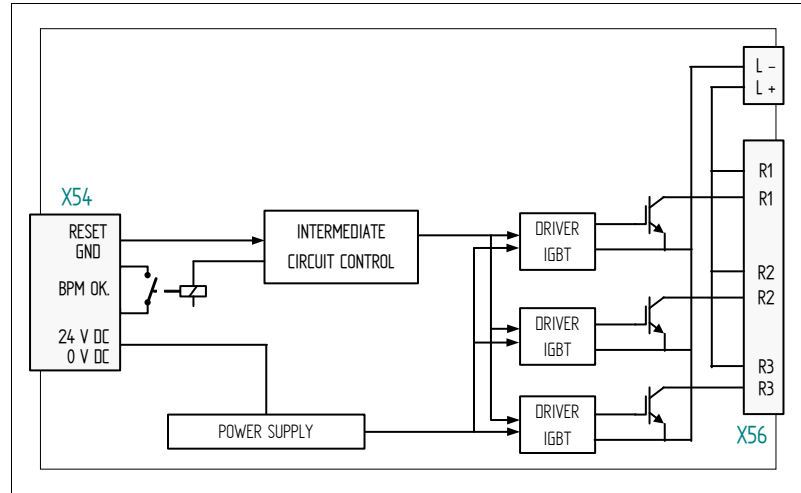 L -
L +
X54
R1
R1
RESET
GND
BPM OK.
24 V DC
0 V DC
INTERMEDIATE
CIRCUIT CONTROL
DRIVER
IGBT
R2
R2
DRIVER
IGBT
R3
R3
DRIVER
IGBT
POWER SUPPLY
X56